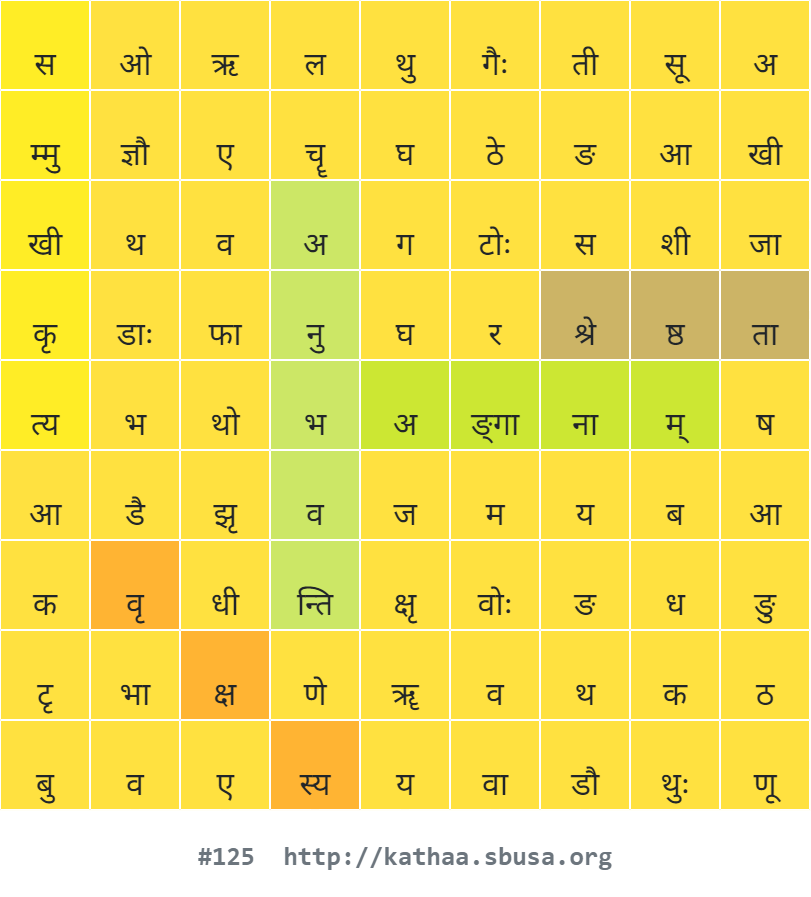 स ओ ऋ ल थु गैः ती सू अ
म्मु ज्ञौ ए चॄ घ ठे ङ आ खी
खी थ व अ ग टोः स शी जा
कृ डाः फा नु घ र श्रे ष्ठ ता
त्य भ थो भ अ ङ्गा ना म् ष
आ डै झृ व ज म य ब आ
क वृ धी न्ति क्षृ वोः ङ ध ङु
टृ भा क्ष णे ॠ व थ क ठ
बु व ए स्य य वा डौ थुः णू
#125 http://kathaa.sbusa.org